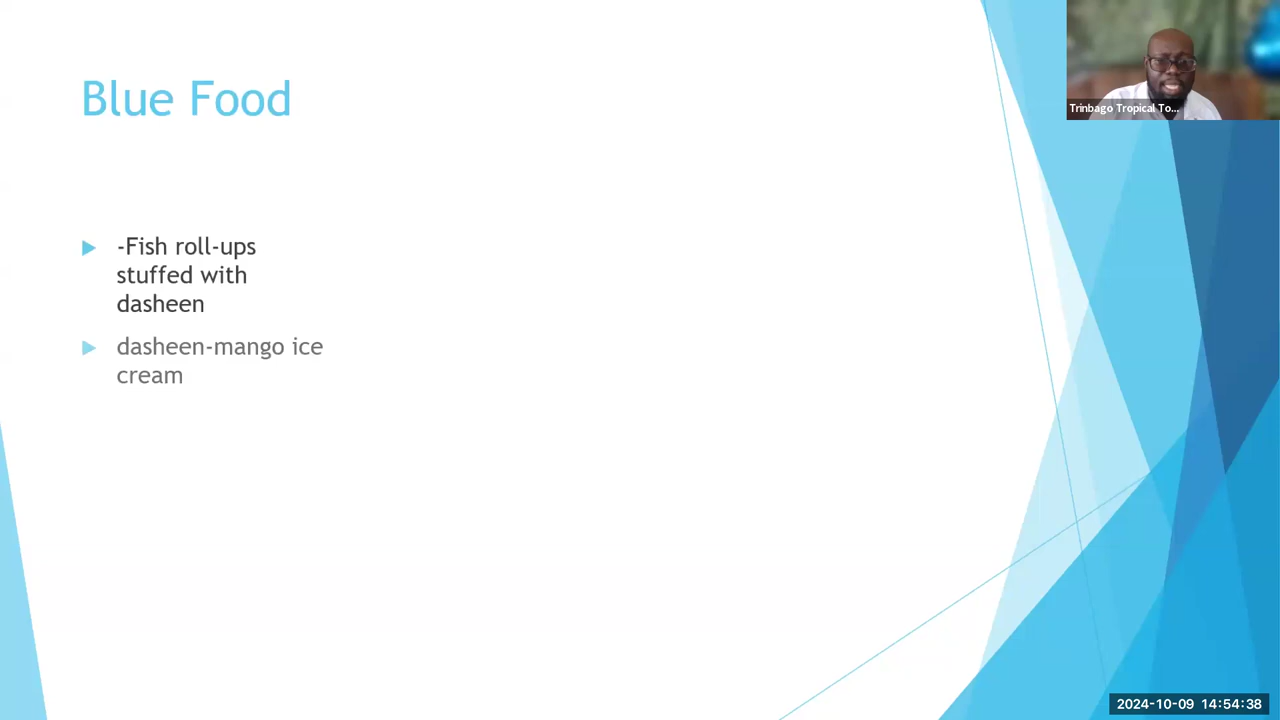 Trinbago Tropical To...
Blue Food
-Fish roll-ups
stuffed with
dasheen
dasheen-mango ice
cream
2024-10-09 14:54:38